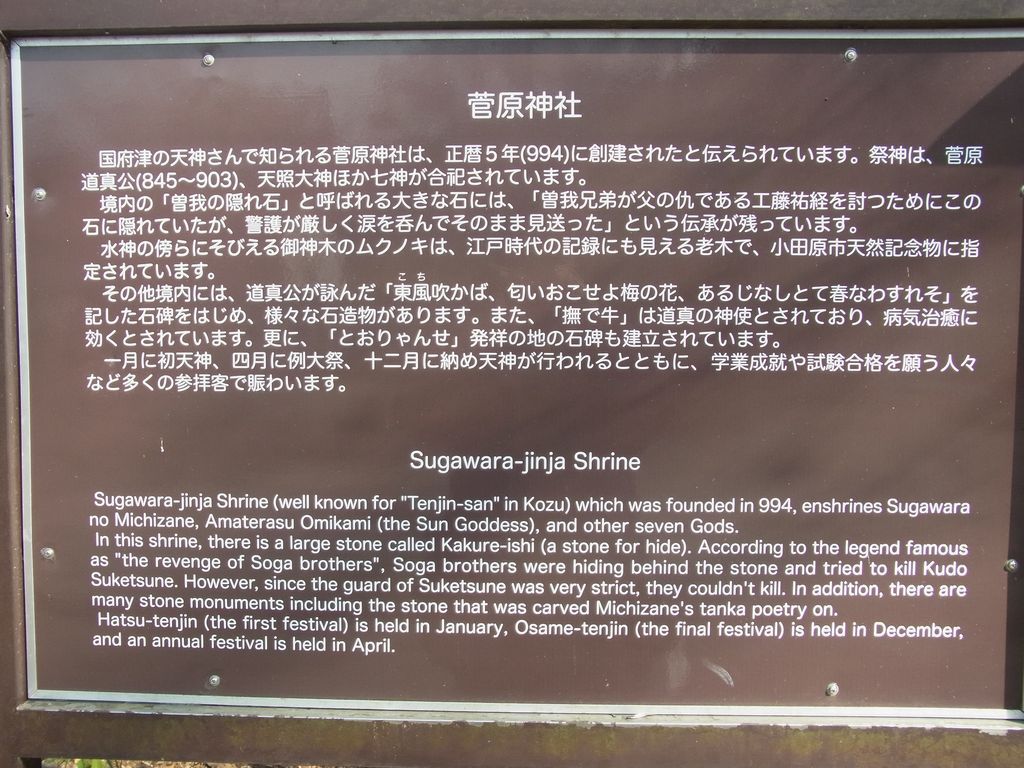 菅原神社
国府津の天神さんで知られる菅原神社は、正暦５年(994)に創建されたと伝えられています。祭神は、菅原
道真公(845〜903)、天照大神ほか七神が合祀されています。
境内の「曽我の隠れ石」と呼ばれる大きな石には、「曽我兄弟が父の仇である工藤祐経を討つためにこの
石に隠れていたが、警護が厳しく涙を呑んでそのまま見送った」という伝承が残っています。
水神の傍らにそびえる御神木のムクノキは、江戸時代の記録にも見える老木で、小田原市天然記念物に指
定されています。
こち
その他境内には、道真公が詠んだ「東風吹かば、匂いおこせよ梅の花、あるじなしとて春なわすれそ」を
記した石碑をはじめ、様々な石造物があります。また、「撫で牛」は道真の神使とされており、病気治癒に
効くとされています。更に、「とおりゃんせ」発祥の地の石碑も建立されています。
一月に初天神、四月に例大祭、十二月に納め天神が行われるとともに、学業成就や試験合格を願う人々
など多くの参拝客で賑わいます。
Sugawara-jinja Shrine
Sugawara-jinja Shrine (well known for "Tenjin-san" in Kozu) which was founded in 994, enshrines Sugawara
no Michizane, Amaterasu Omikami (the Sun Goddess), and other seven Gods.
In this shrine, there is a large stone called Kakure-ishi (a stone for hide). According to the legend famous
as "the revenge of Soga brothers", Soga brothers were hiding behind the stone and tried to kill Kudo
Suketsune. However, since the guard of Suketsune was very strict, they couldn't kill. In addition, there are
many stone monuments including the stone that was carved Michizane's tanka poetry on.
Hatsu-tenjin (the first festival) is held in January, Osame-tenjin (the final festival) is held in December,
and an annual festival is held in April.